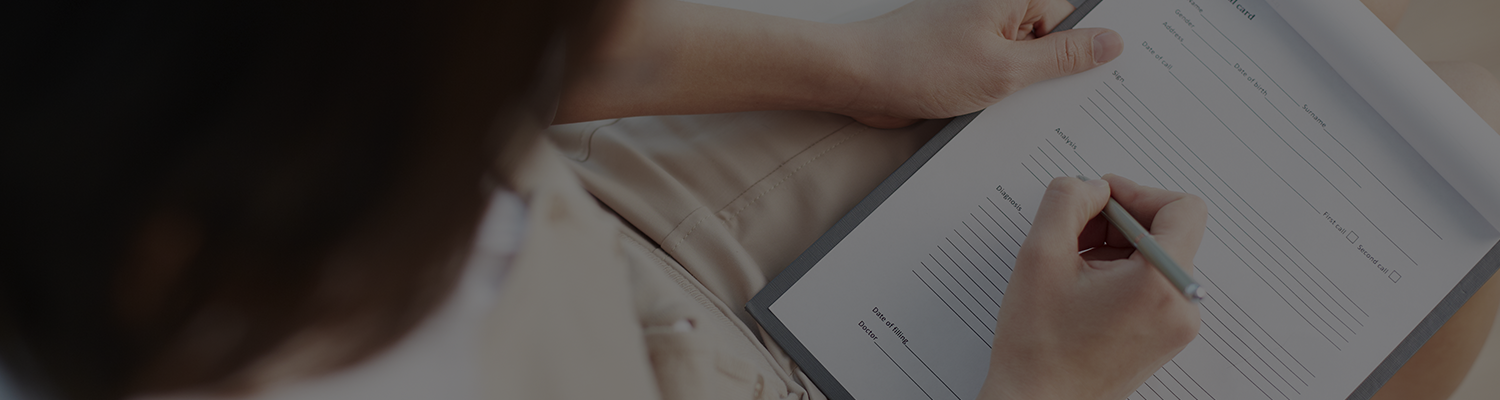 card
Name
Gender
Surname
Address
Date of birth
Date of call
First call
Second call
Sign
Analysis
Diagnosis
Date of filling
Doctor